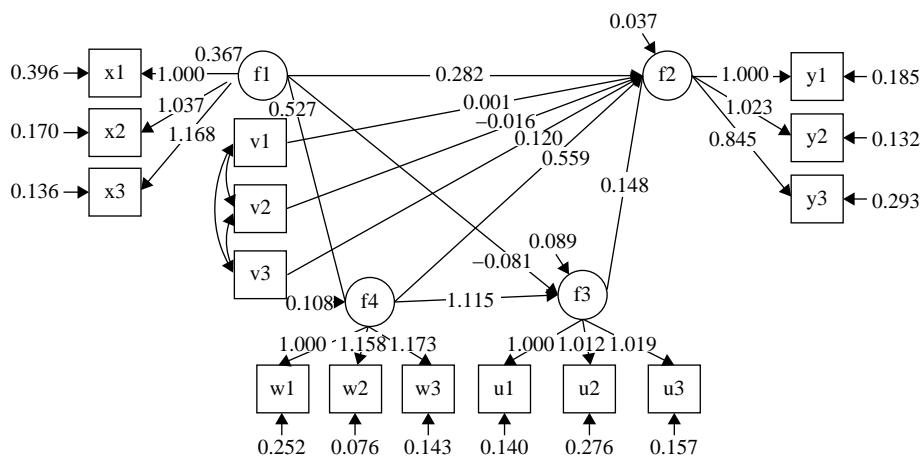 0.037
0.367
0.396 x1 1.000 f1 0.282 f2 1.000 y1 0.185
0.527 0.001
1.037 1.023
0.170 x2 v1 −0.016 y2 0.132
1.168 0.120 0.845
0.559
0.136 x3 v2 0.148 y3 0.293
0.089
v3 −0.081
0.108 f4 1.115 f3
1.000 1.158 1.173 1.000 1.012 1.019
w1 w2 w3 u1 u2 u3
0.252 0.076 0.143 0.140 0.276 0.157